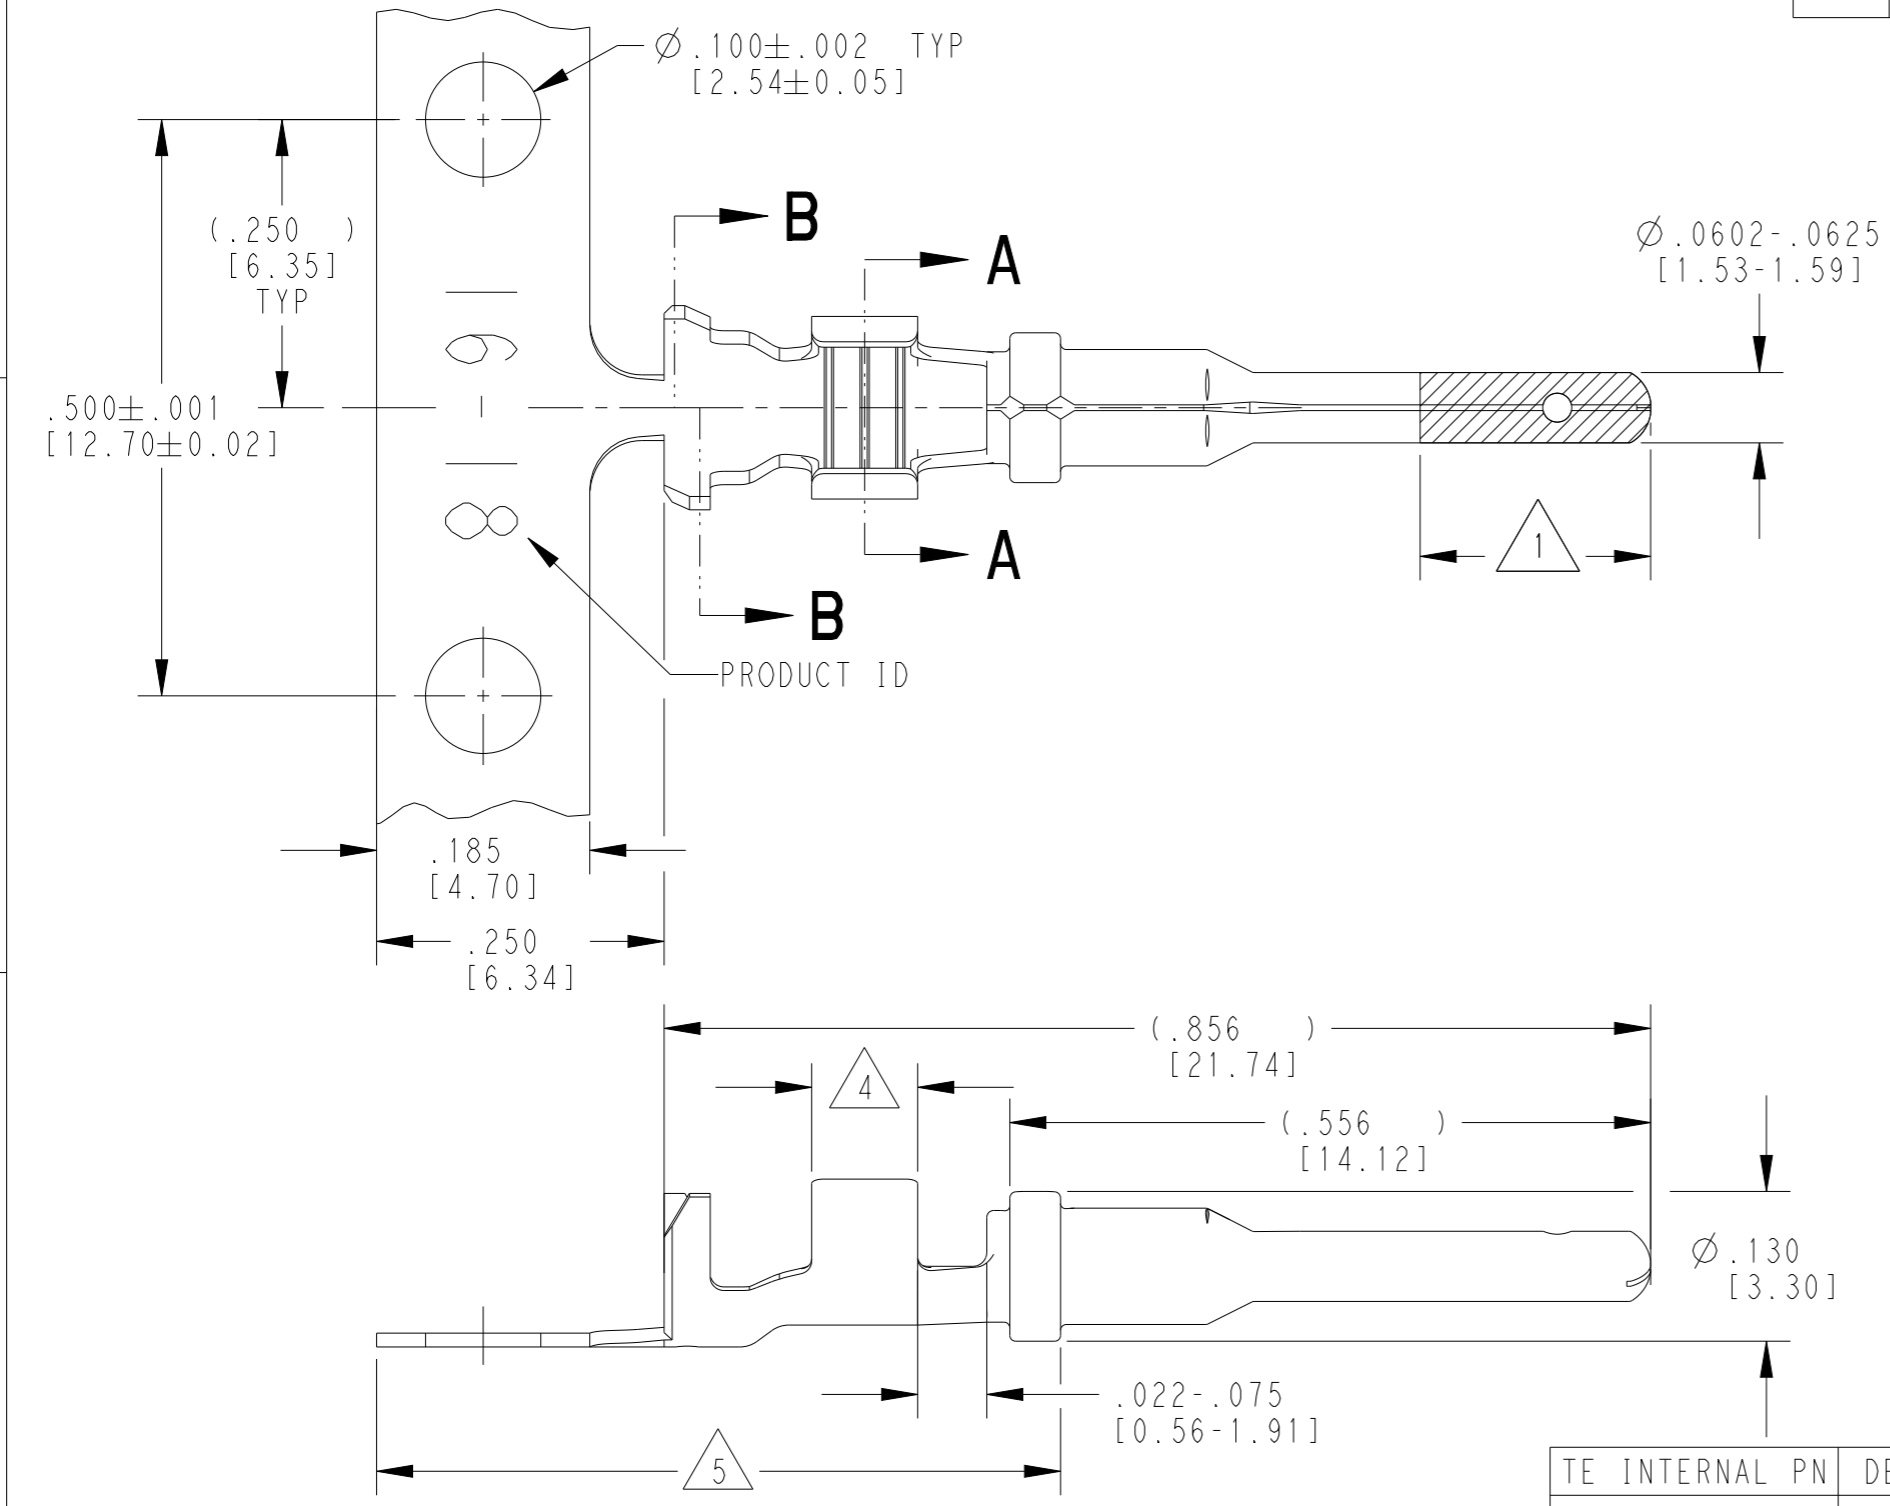 Ø.100±.002 TYP
[2.54±0.05]
(.250 )
[6.35]
TYP
B
A
Ø.0602-.0625
[1.53-1.59]
.500±.001
[12.70±0.02]
9
8
1
A
B
PRODUCT ID
.185
[4.70]
.250
[6.34]
(.856 )
[21.74]
4
(.556 )
[14.12]
Ø.130
[3.30]
.022-.075
[0.56-1.91]
5
TE INTERNAL PN